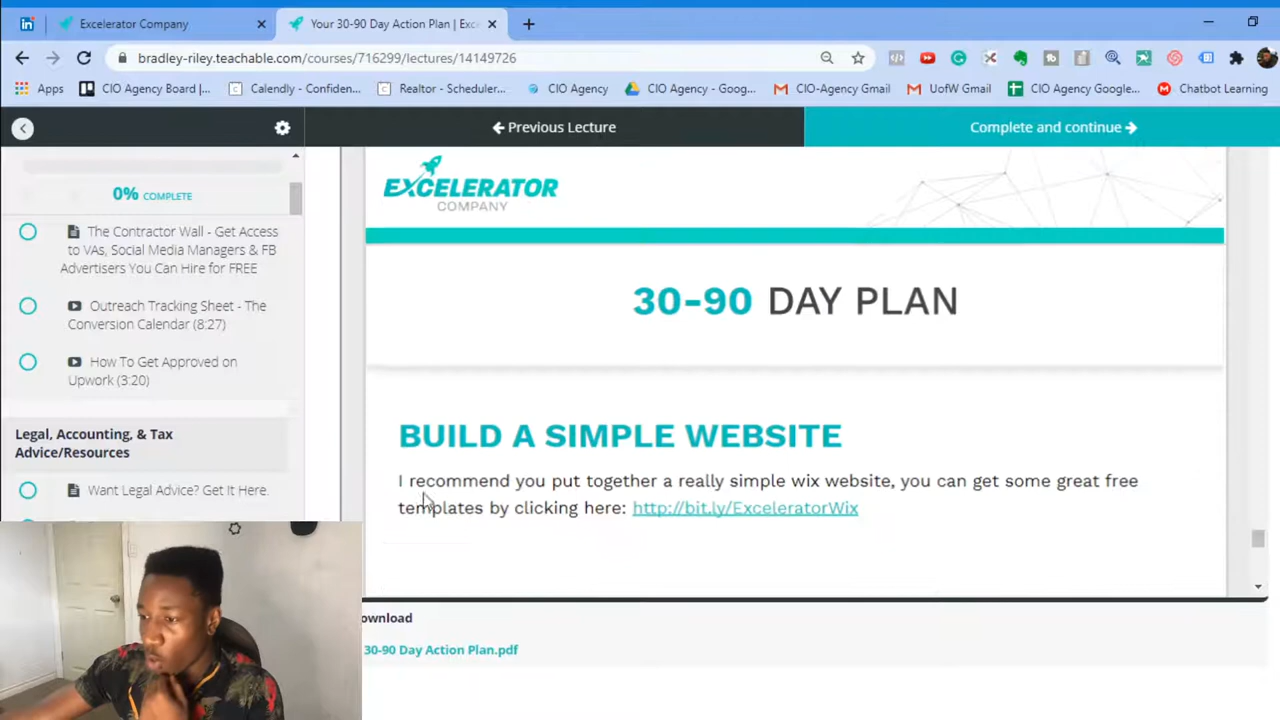 in
Excelerator Company
Your 30-90 Day Action Plan | Exc
bradley-riley.teachable.com/courses/716299/lectures/14149726
Apps
CIO Agency Board |...
Calendly - Confiden...
Realtor - Scheduler...
CIO Agency
CIO Agency - Goog...
CIO-Agency Gmail
UofW Gmail
CIO Agency Google...
Chatbot Learning
Previous Lecture
Complete and continue
0% COMPLETE
The Contractor Wall - Get Access
to VAs, Social Media Managers & FB
Advertisers You Can Hire for FREE
Outreach Tracking Sheet - The
Conversion Calendar (8:27)
How To Get Approved on
Upwork (3:20)
Legal, Accounting, & Tax
Advice/Resources
Want Legal Advice? Get It Here.
EXCELERATOR
COMPANY
30-90 DAY PLAN
BUILD A SIMPLE WEBSITE
I recommend you put together a really simple wix website, you can get some great free
templates by clicking here: http://bit.ly/ExceleratorWix
ownload
30-90 Day Action Plan.pdf